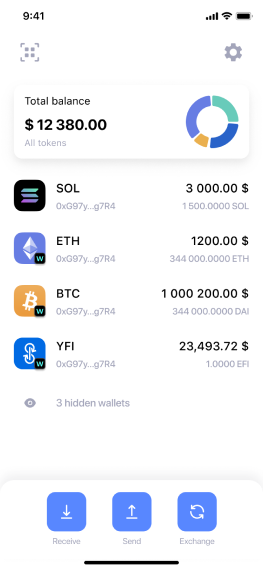 9:41
Total balance
$ 12 380.00
All tokens
SOL 3 000.00 $
0xG97y...g7R4 1 500.0000 SOL
ETH 1200.00 $
W 0xG97y...g7R4 344 000.0000 ETH
BTC 1 000 200.00 $
W 0xG97y...g7R4 344 000.0000 DAI
YFI 23,493.72 $
W 0xG97y...g7R4 1.0000 EFI
3 hidden wallets
Receive Send Exchange